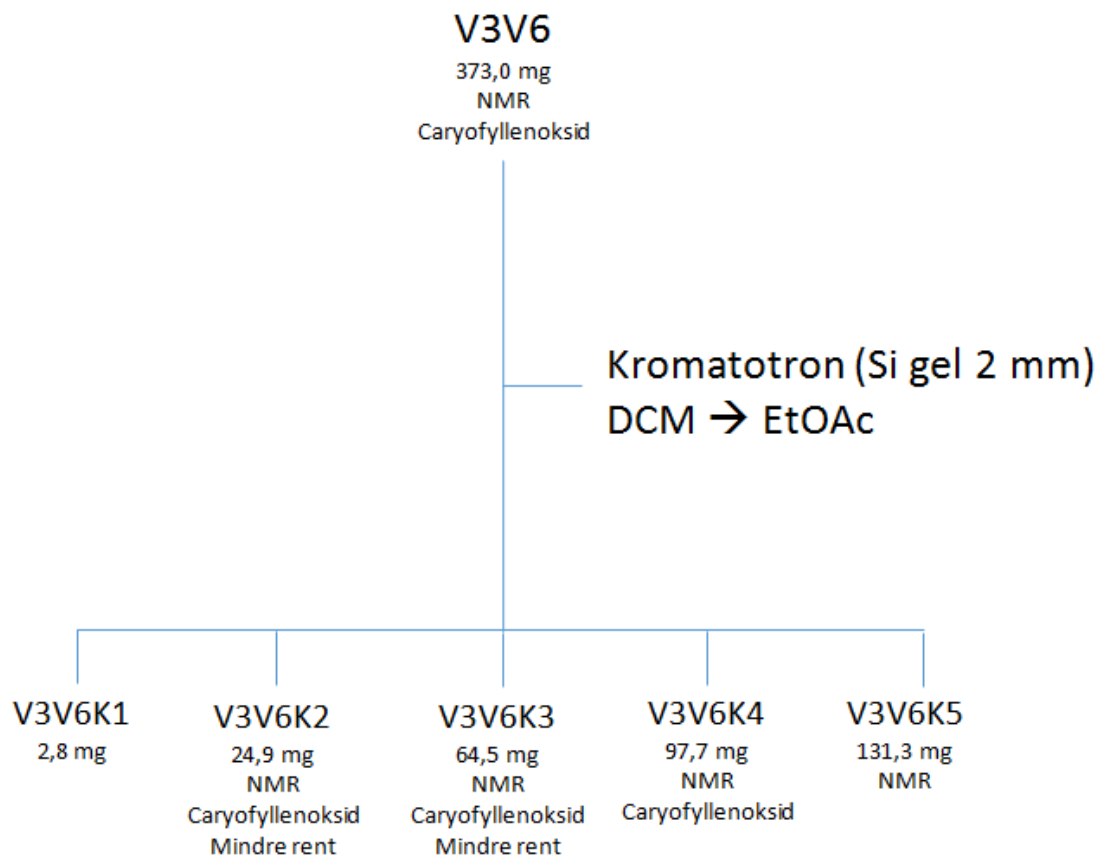 V3V6
373,0 mg
NMR
Caryofyllenoksid
Kromatotron (Si gel 2 mm)
DCM → EtOAc
V3V6K1
2,8 mg
V3V6K2
24,9 mg
NMR
Caryofyllenoksid
Mindre rent
V3V6K3
64,5 mg
NMR
Caryofyllenoksid
Mindre rent
V3V6K4
97,7 mg
NMR
Caryofyllenoksid
V3V6K5
131,3 mg
NMR